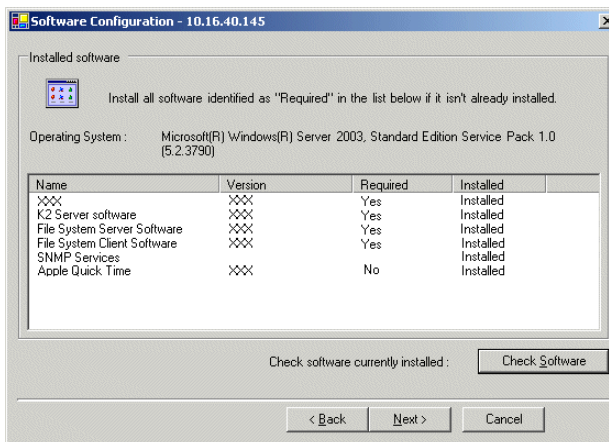 Software Configuration - 10.16.40.145
Installed software
Install all software identified as "Required" in the list below if it isn't already installed.
Operating System : Microsoft(R) Windows(R) Server 2003, Standard Edition Service Pack 1.0
(5.2.3790)
Name Version Required Installed
XXX XXX Yes Installed
K2 Server software XXX Yes Installed
File System Server Software XXX Yes Installed
File System Client Software XXX Yes Installed
SNMP Services Installed
Apple Quick Time XXX No Installed
Check software currently installed : Check Software
< Back Next > Cancel